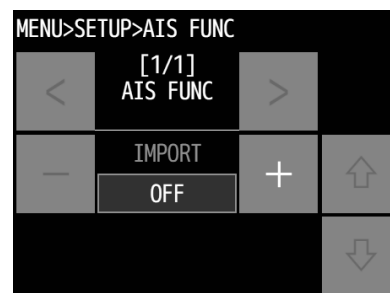 MENU>SETUP>AIS FUNC
[1/1]
< AIS FUNC >
IMPORT
− OFF +